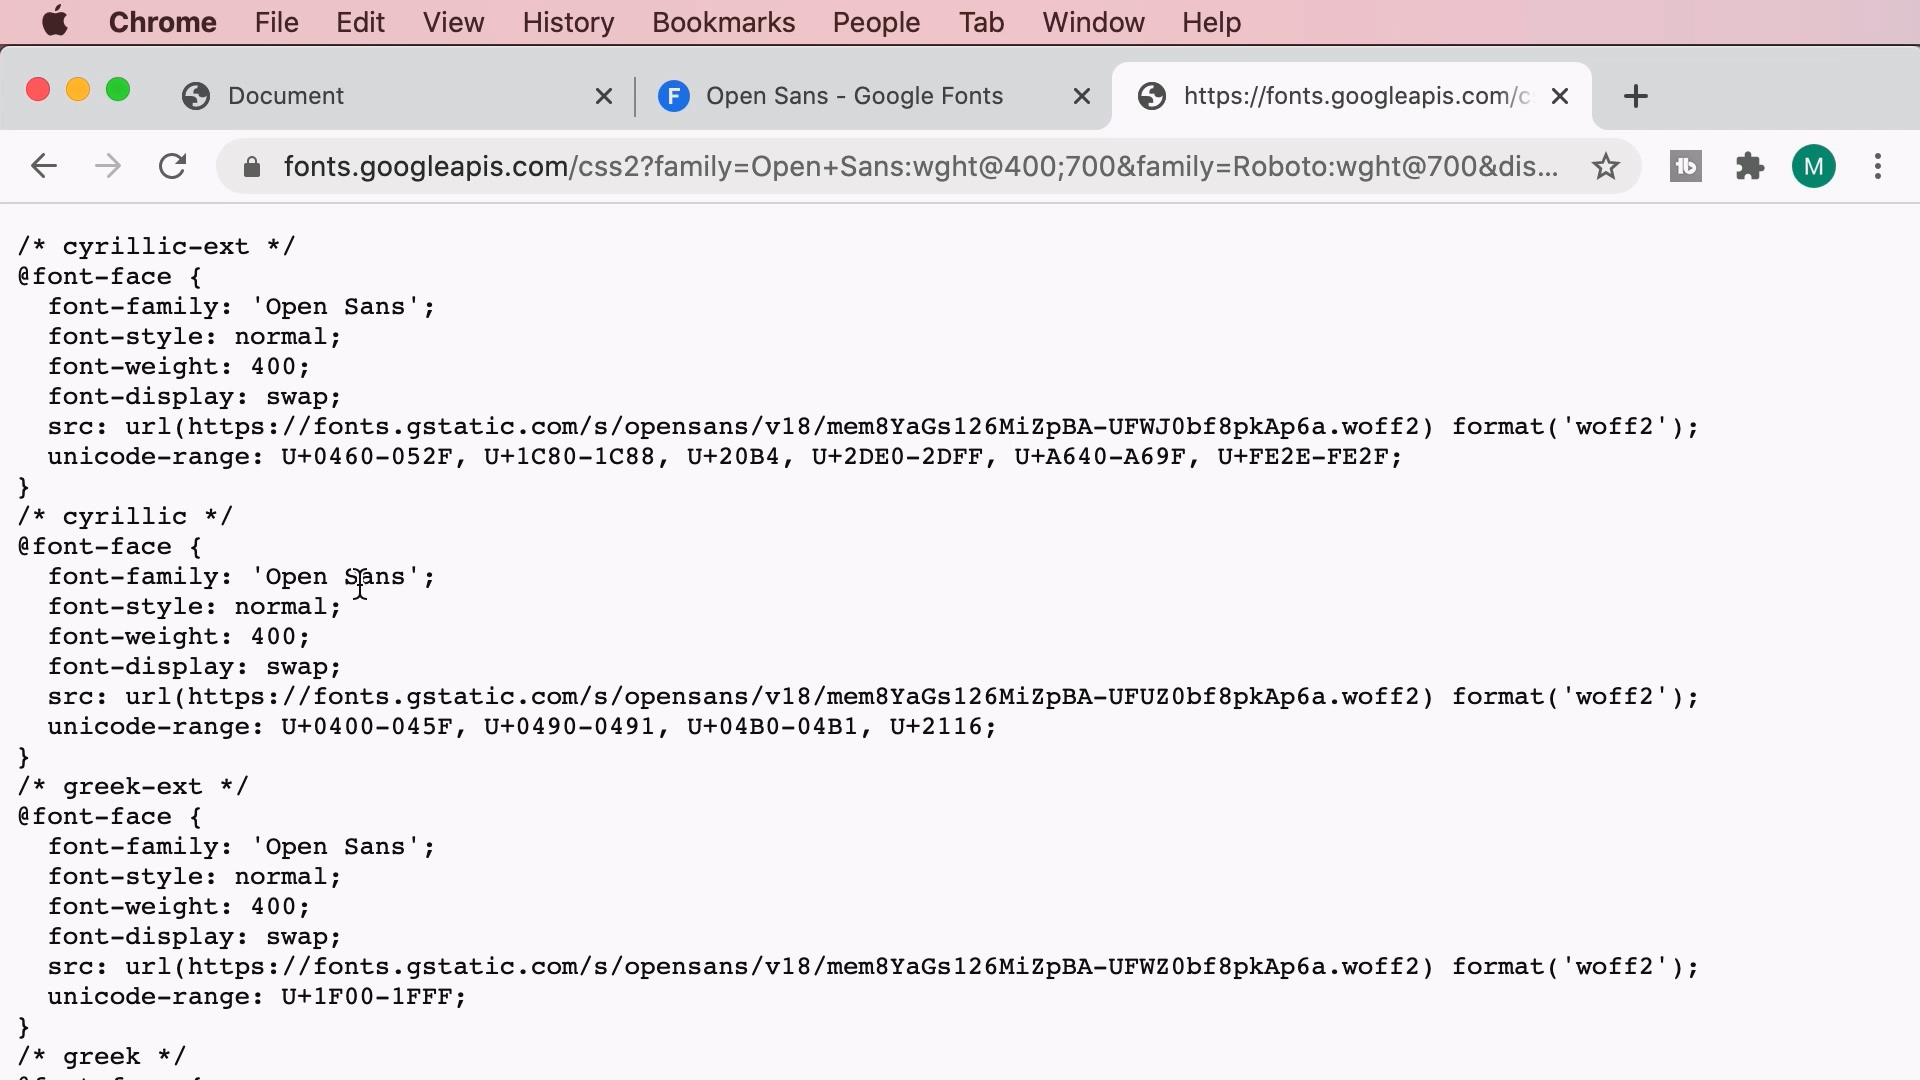 Chrome File Edit View History Bookmarks People Tab Window Help
Document Open Sans - Google Fonts https://fonts.googleapis.com/c
fonts.googleapis.com/css2?family=Open+Sans:wght@400;700&family=Roboto:wght@700&dis... M
/* cyrillic-ext */
@font-face {
  font-family: 'Open Sans';
  font-style: normal;
  font-weight: 400;
  font-display: swap;
  src: url(https://fonts.gstatic.com/s/opensans/v18/mem8YaGs126MiZpBA-UFWJ0bf8pkAp6a.woff2) format('woff2');
  unicode-range: U+0460-052F, U+1C80-1C88, U+20B4, U+2DE0-2DFF, U+A640-A69F, U+FE2E-FE2F;
}
/* cyrillic */
@font-face {
  font-family: 'Open Sans';
  font-style: normal;
  font-weight: 400;
  font-display: swap;
  src: url(https://fonts.gstatic.com/s/opensans/v18/mem8YaGs126MiZpBA-UFUZ0bf8pkAp6a.woff2) format('woff2');
  unicode-range: U+0400-045F, U+0490-0491, U+04B0-04B1, U+2116;
}
/* greek-ext */
@font-face {
  font-family: 'Open Sans';
  font-style: normal;
  font-weight: 400;
  font-display: swap;
  src: url(https://fonts.gstatic.com/s/opensans/v18/mem8YaGs126MiZpBA-UFWZ0bf8pkAp6a.woff2) format('woff2');
  unicode-range: U+1F00-1FFF;
}
/* greek */